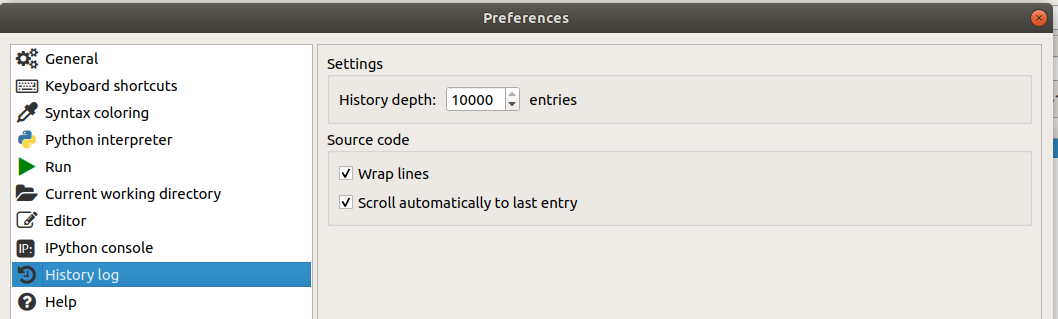 Preferences
General
Keyboard shortcuts
Syntax coloring
Python interpreter
Run
Current working directory
Editor
IP: IPython console
History log
Help
Settings
History depth: 10000 entries
Source code
Wrap lines
Scroll automatically to last entry